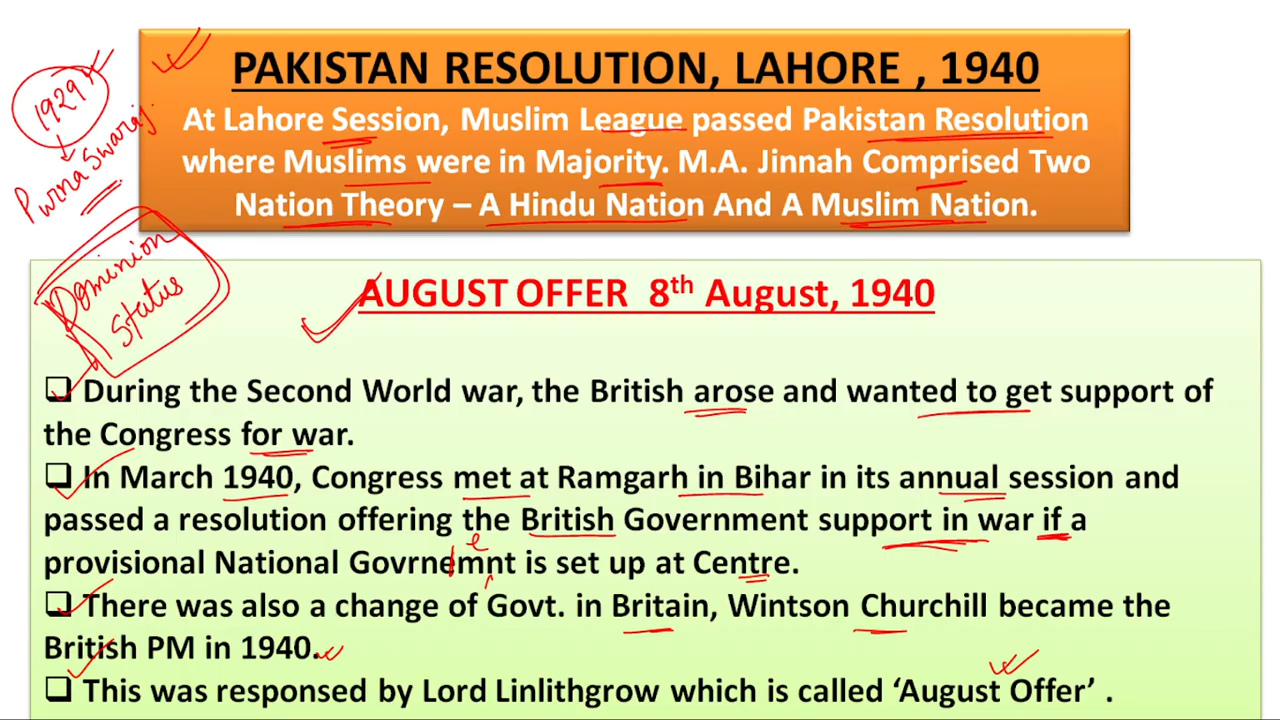 PAKISTAN RESOLUTION, LAHORE , 1940
At Lahore Session, Muslim League passed Pakistan Resolution
where Muslims were in Majority. M.A. Jinnah Comprised Two
Nation Theory – A Hindu Nation And A Muslim Nation.
1929
Purna Swaraj
Dominion
Status
AUGUST OFFER 8th August, 1940
❑ During the Second World war, the British arose and wanted to get support of
the Congress for war.
❑ In March 1940, Congress met at Ramgarh in Bihar in its annual session and
passed a resolution offering the British Government support in war if a
e
provisional National Govrnemnt is set up at Centre.
❑ There was also a change of Govt. in Britain, Wintson Churchill became the
British PM in 1940.
❑ This was responsed by Lord Linlithgrow which is called ‘August Offer’ .